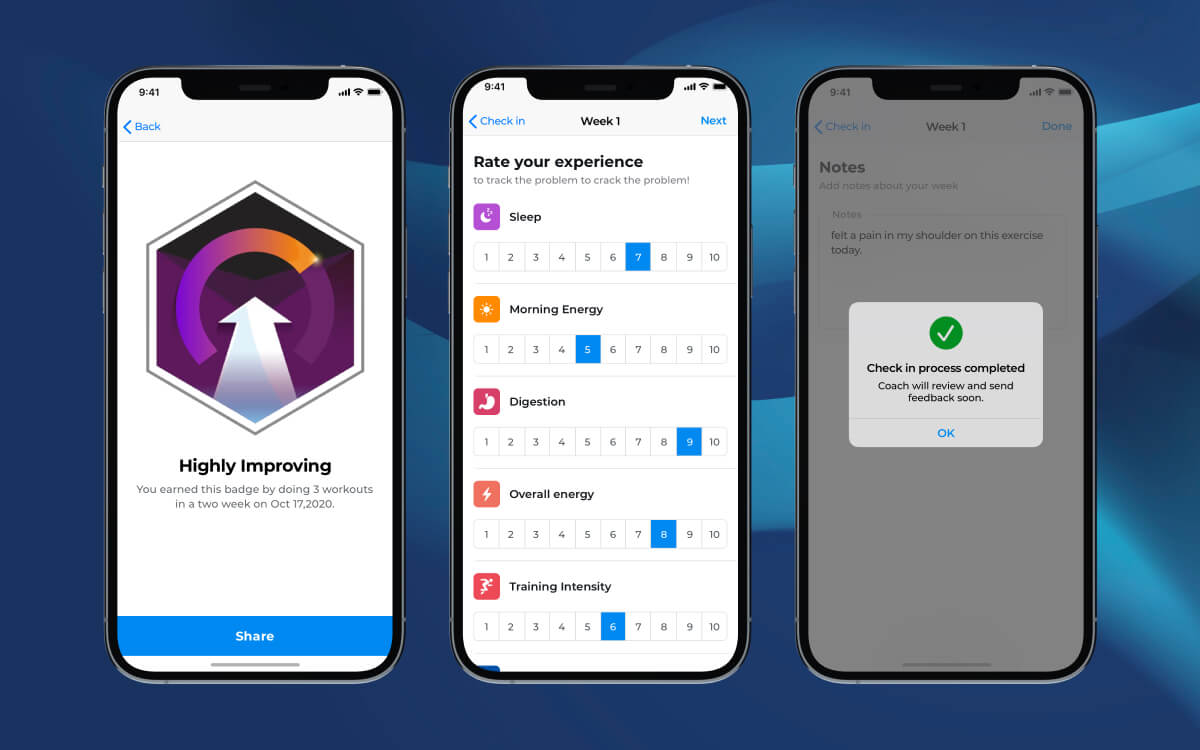 9:41
Back
Highly Improving
You earned this badge by doing 3 workouts
in a two week on Oct 17,2020.
Share
9:41
Check in Week 1 Next
Rate your experience
to track the problem to crack the problem!
Sleep
1 2 3 4 5 6 7 8 9 10
Morning Energy
1 2 3 4 5 6 7 8 9 10
Digestion
1 2 3 4 5 6 7 8 9 10
Overall energy
1 2 3 4 5 6 7 8 9 10
Training Intensity
1 2 3 4 5 6 7 8 9 10
9:41
Check in Week 1 Done
Notes
Add notes about your week
Notes
felt a pain in my shoulder on this exercise
today.
Check in process completed
Coach will review and send
feedback soon.
OK